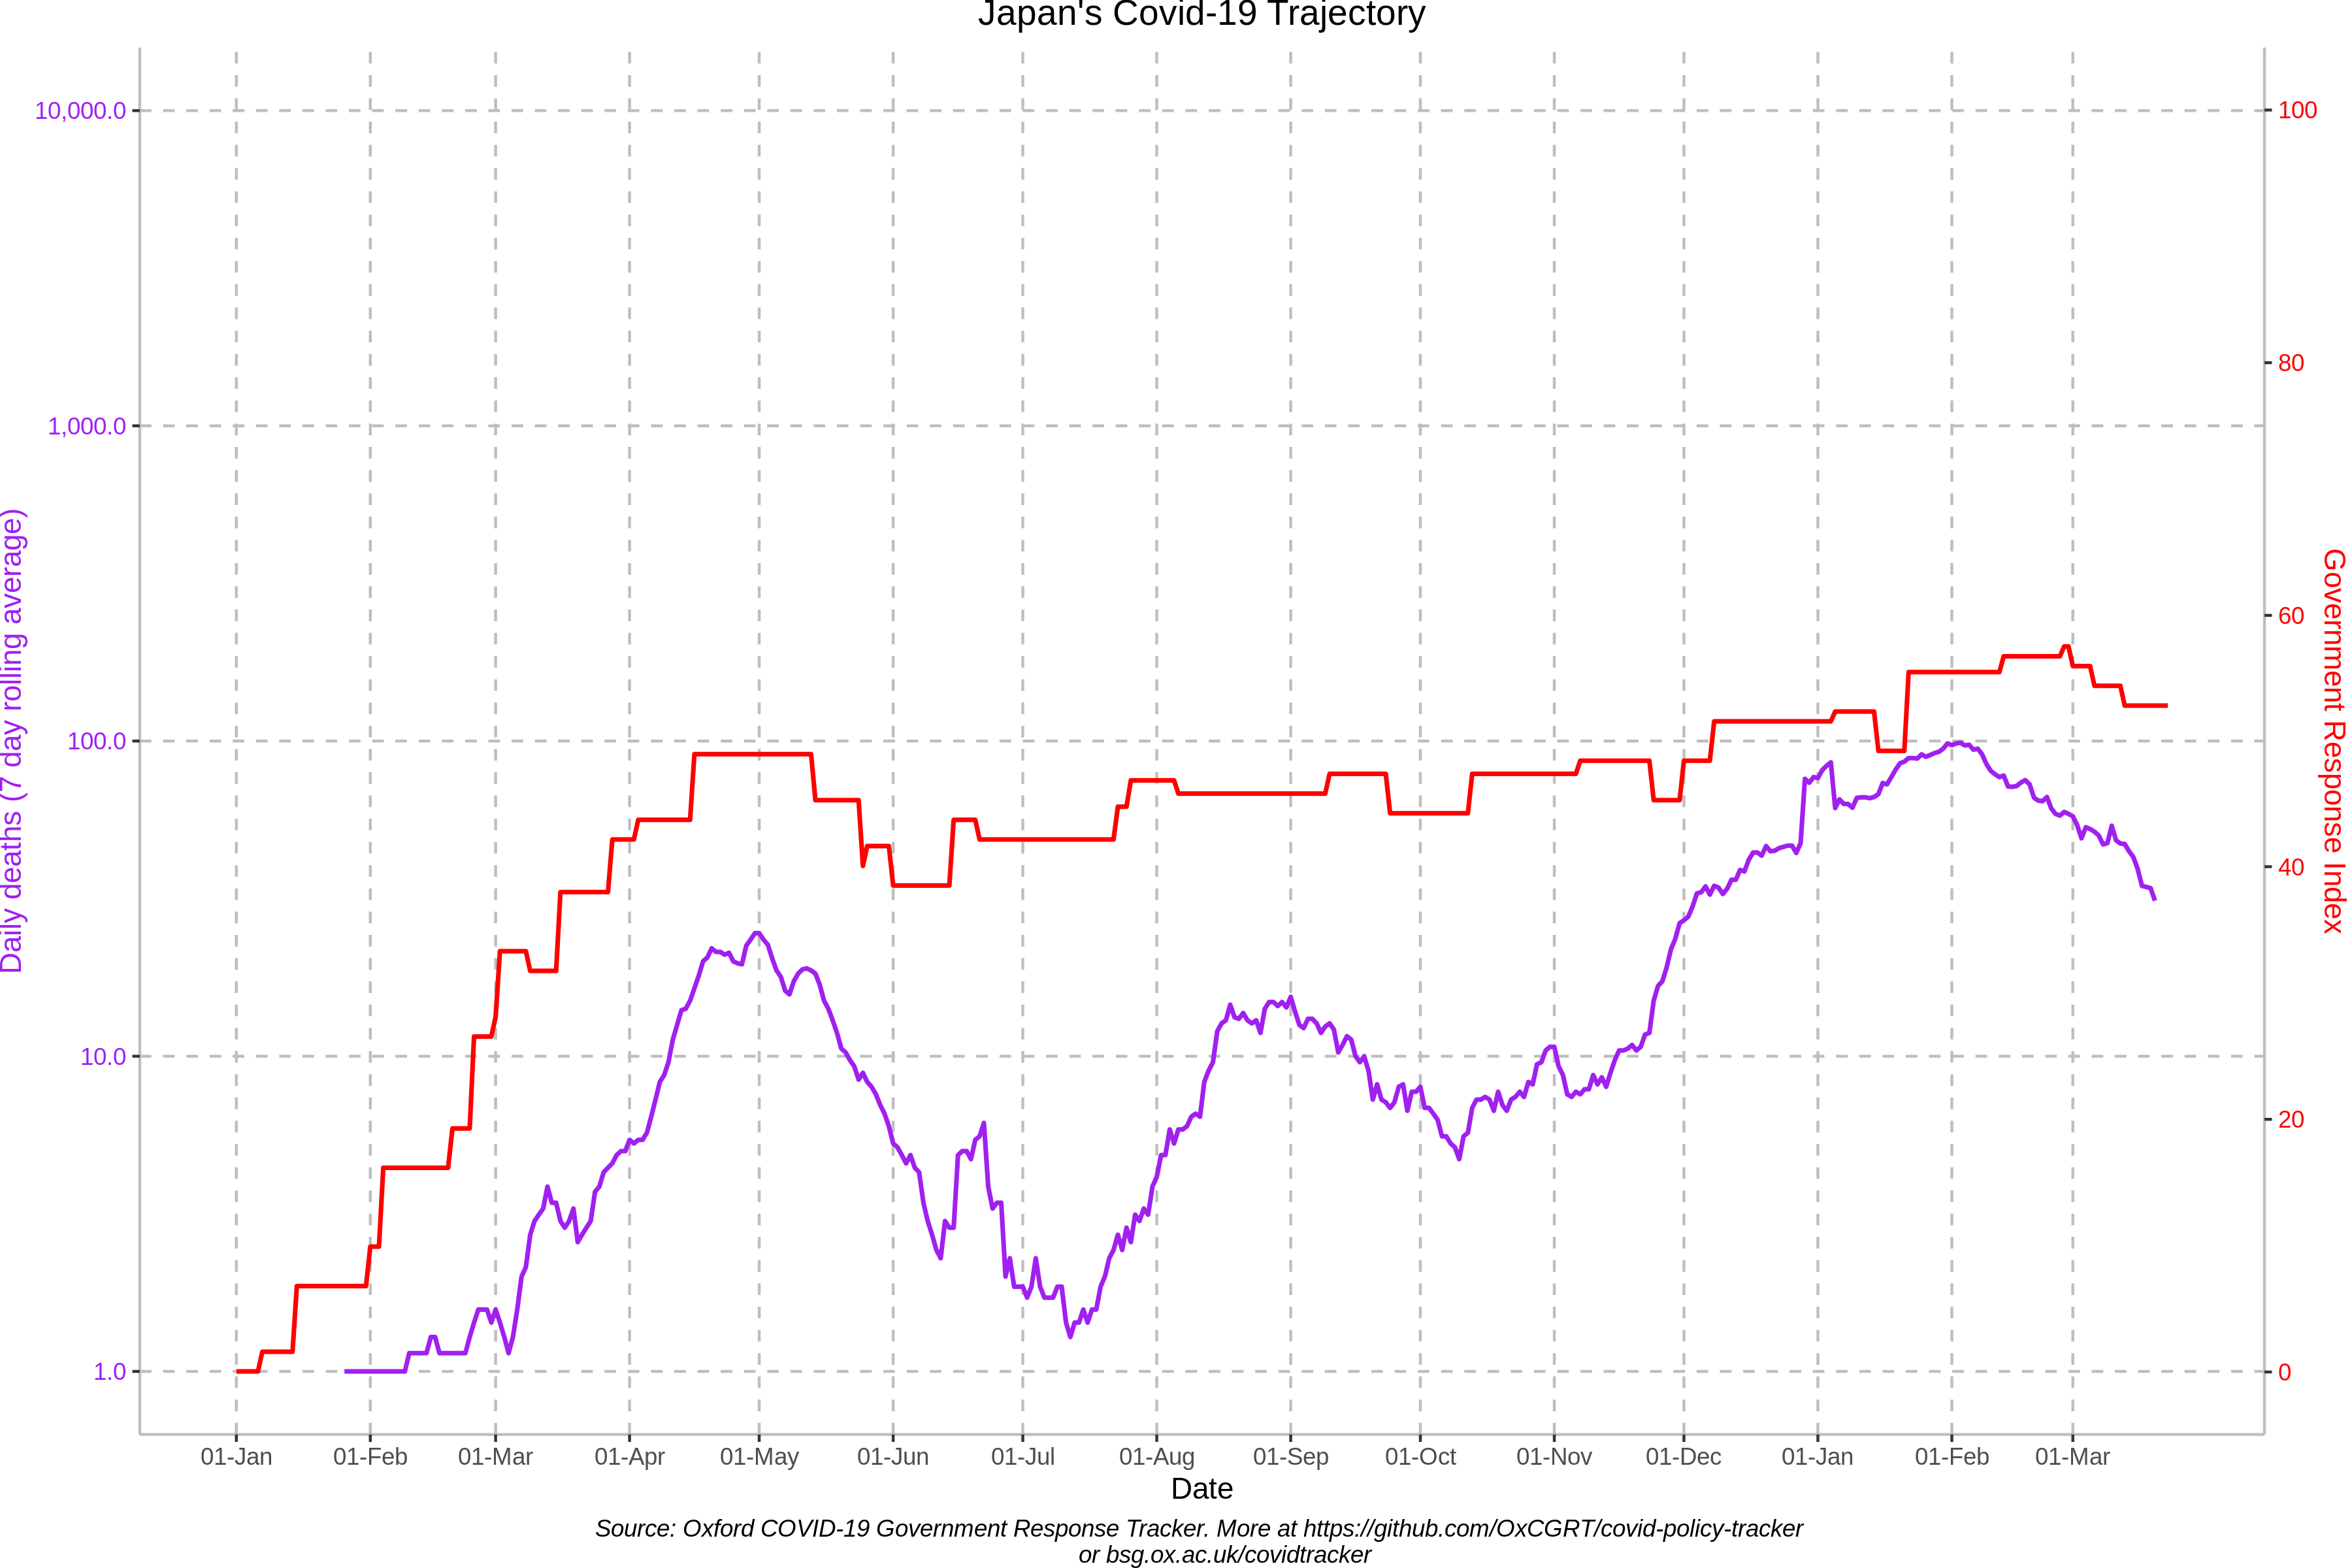 Japan's Covid-19 Trajectory
Daily deaths (7 day rolling average)
10,000.0
1,000.0
100.0
10.0
1.0
100
80
60
40
20
0
Government Response Index
01-Jan 01-Feb 01-Mar 01-Apr 01-May 01-Jun 01-Jul 01-Aug 01-Sep 01-Oct 01-Nov 01-Dec 01-Jan 01-Feb 01-Mar
Date
Source: Oxford COVID-19 Government Response Tracker. More at https://github.com/OxCGRT/covid-policy-tracker
or bsg.ox.ac.uk/covidtracker